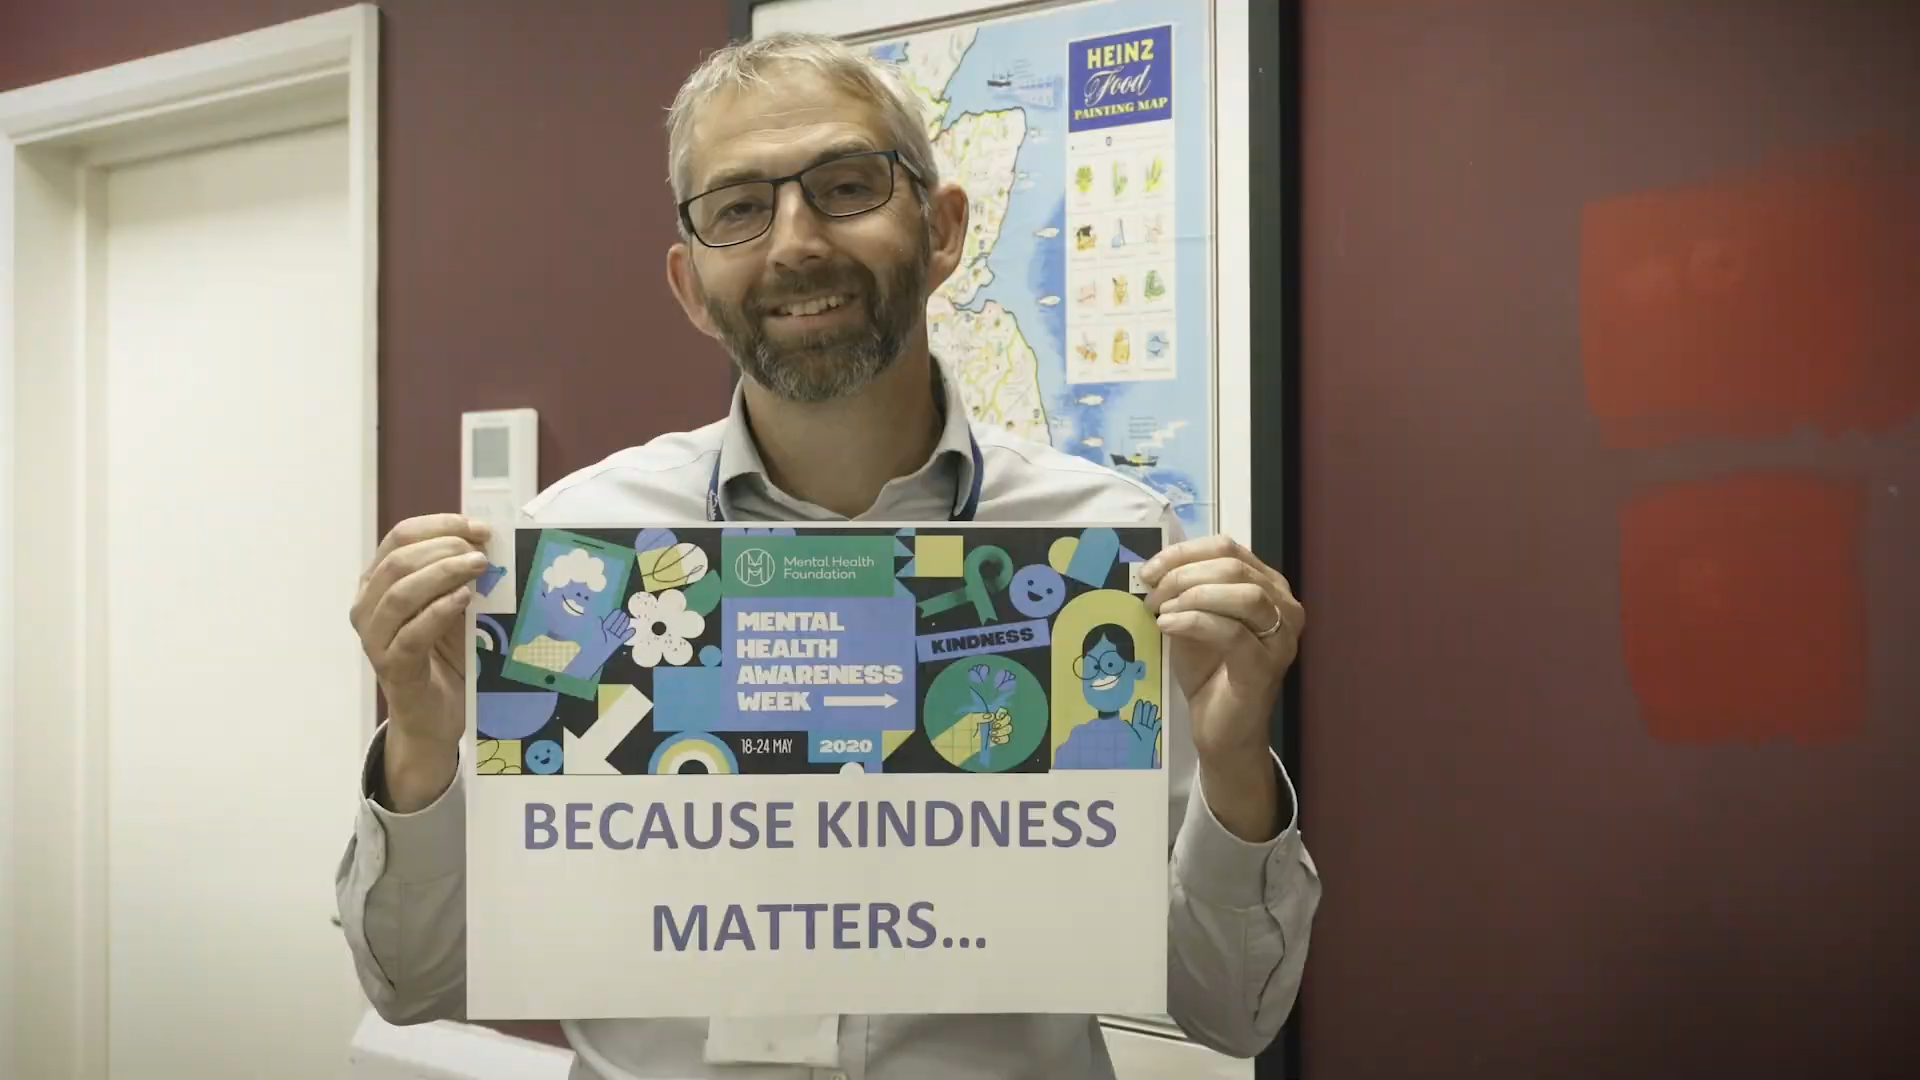 HEINZ
Food
PAINTING MAP
Mental Health
Foundation
MENTAL
HEALTH
AWARENESS
WEEK
18-24 MAY
2020
KINDNESS
BECAUSE KINDNESS
MATTERS...